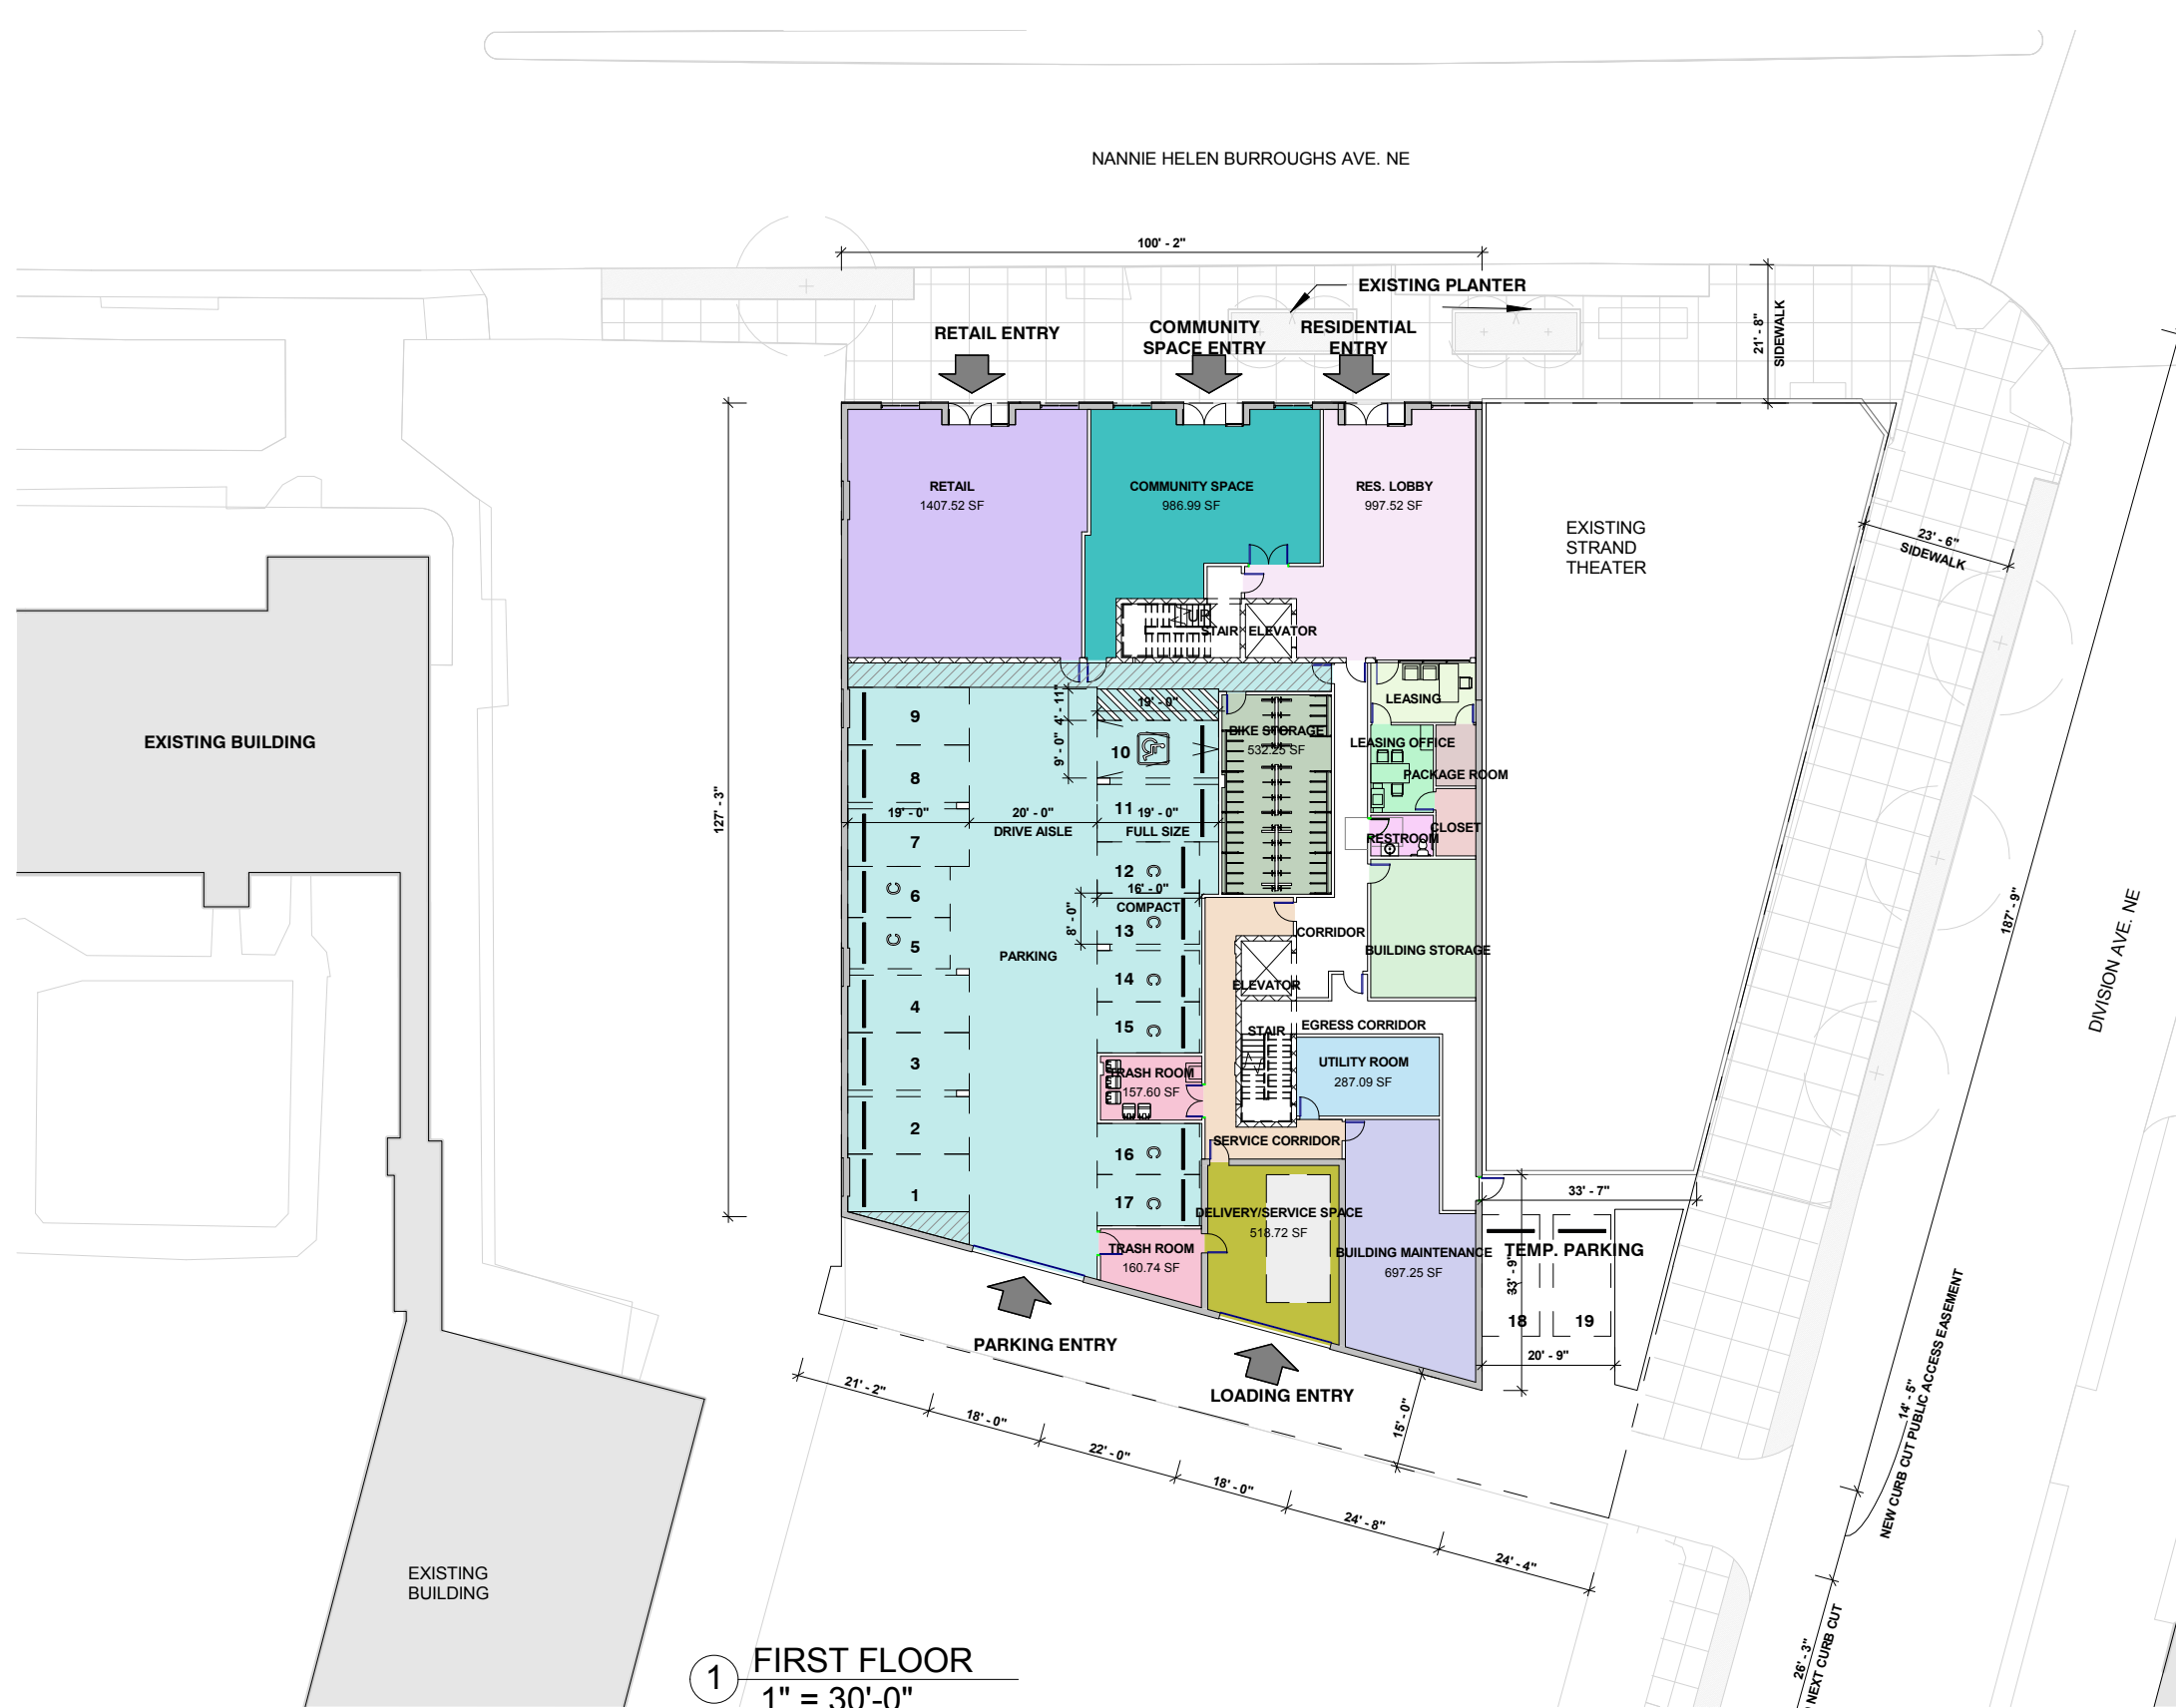 NANNIE HELEN BURROUGHS AVE. NE
100' - 2"
EXISTING PLANTER
RETAIL ENTRY
COMMUNITY
SPACE ENTRY
RESIDENTIAL
ENTRY
21' - 8"
SIDEWALK
RETAIL
1407.52 SF
COMMUNITY SPACE
986.99 SF
RES. LOBBY
997.52 SF
EXISTING
STRAND
THEATER
23' - 6"
SIDEWALK
UP
STAIR
ELEVATOR
127' - 3"
EXISTING BUILDING
9
8
7
6
C
5
C
4
3
2
1
19' - 0"
20' - 0"
DRIVE AISLE
19' - 0"
FULL SIZE
19' - 0"
4' - 11"
9' - 0"
10
11
12
C
16' - 0"
COMPACT
8' - 0"
13
C
14
C
15
C
PARKING
BIKE STORAGE
532.25 SF
LEASING
LEASING OFFICE
PACKAGE ROOM
CLOSET
RESTROOM
CORRIDOR
BUILDING STORAGE
ELEVATOR
STAIR
EGRESS CORRIDOR
UTILITY ROOM
287.09 SF
TRASH ROOM
157.60 SF
SERVICE CORRIDOR
16
C
17
C
DELIVERY/SERVICE SPACE
518.72 SF
TRASH ROOM
160.74 SF
BUILDING MAINTENANCE
697.25 SF
33' - 7"
TEMP. PARKING
33' - 9"
18
19
20' - 9"
187' - 9"
DIVISION AVE. NE
PARKING ENTRY
LOADING ENTRY
21' - 2"
18' - 0"
22' - 0"
18' - 0"
24' - 8"
24' - 4"
15' - 0"
14' - 5"
NEW CURB CUT PUBLIC ACCESS EASEMENT
26' - 3"
NEXT CURB CUT
EXISTING
BUILDING
1
FIRST FLOOR
1" = 30'-0"